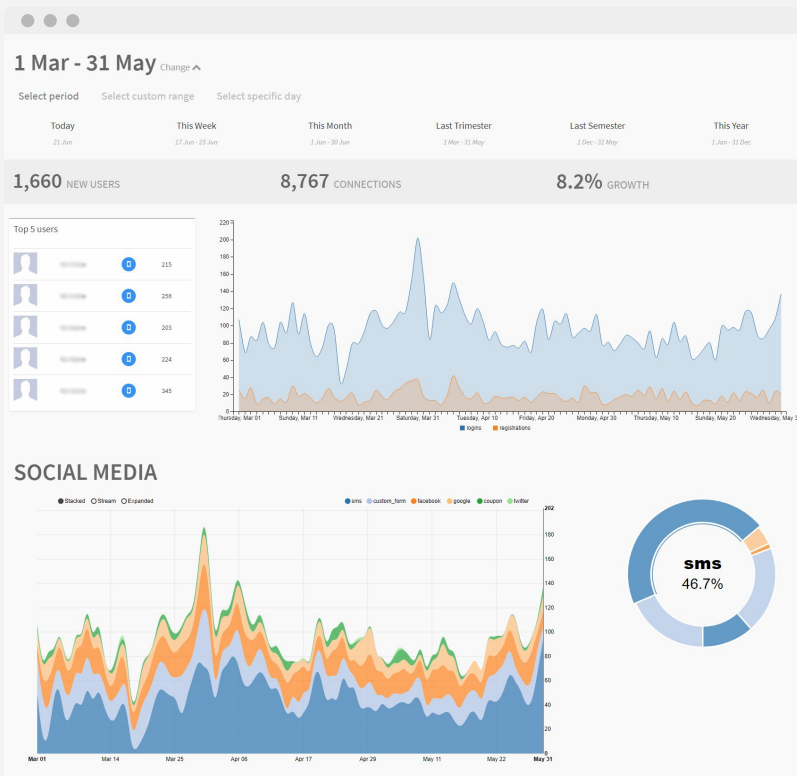 1 Mar - 31 May Change
Select period Select custom range Select specific day
Today This Week This Month Last Trimester Last Semester This Year
21 Jun 17 Jun - 23 Jun 1 Jun - 30 Jun 1 Mar - 31 May 1 Dec - 31 May 1 Jan - 31 Dec
1,660 NEW USERS 8,767 CONNECTIONS 8.2% GROWTH
Top 5 users
215
258
203
224
345
220
200
180
160
140
120
100
80
60
40
20
0
Thursday, Mar 01 Sunday, Mar 11 Wednesday, Mar 21 Saturday, Mar 31 Tuesday, Apr 10 Friday, Apr 20 Monday, Apr 30 Thursday, May 10 Sunday, May 20 Wednesday, May 3
logins registrations
SOCIAL MEDIA
Stacked Stream Expanded sms custom_form facebook google coupon twitter
202
180
160
140
120
100
80
60
40
20
0
Mar 01 Mar 14 Mar 25 Apr 06 Apr 17 Apr 29 May 11 May 22 May 31
sms
46.7%